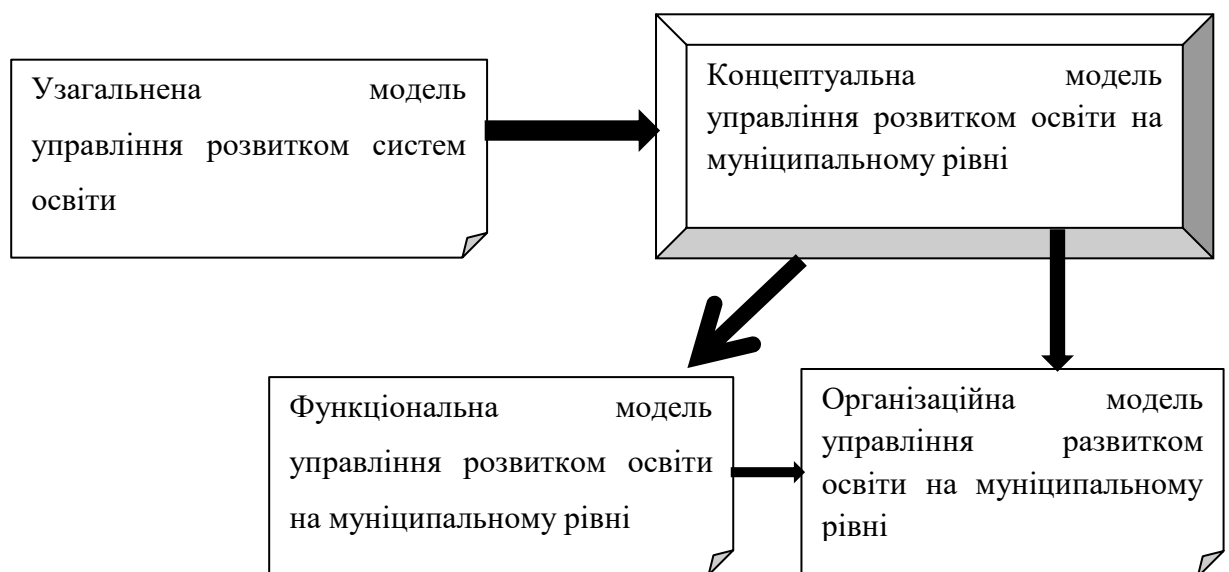 Узагальнена модель
управління розвитком систем
освіти
Концептуальна модель
управління розвитком освіти на
муніципальному рівні
Функціональна модель
управління розвитком освіти
на муніципальному рівні
Організаційна модель
управління развитком
освіти на муніципальному
рівні